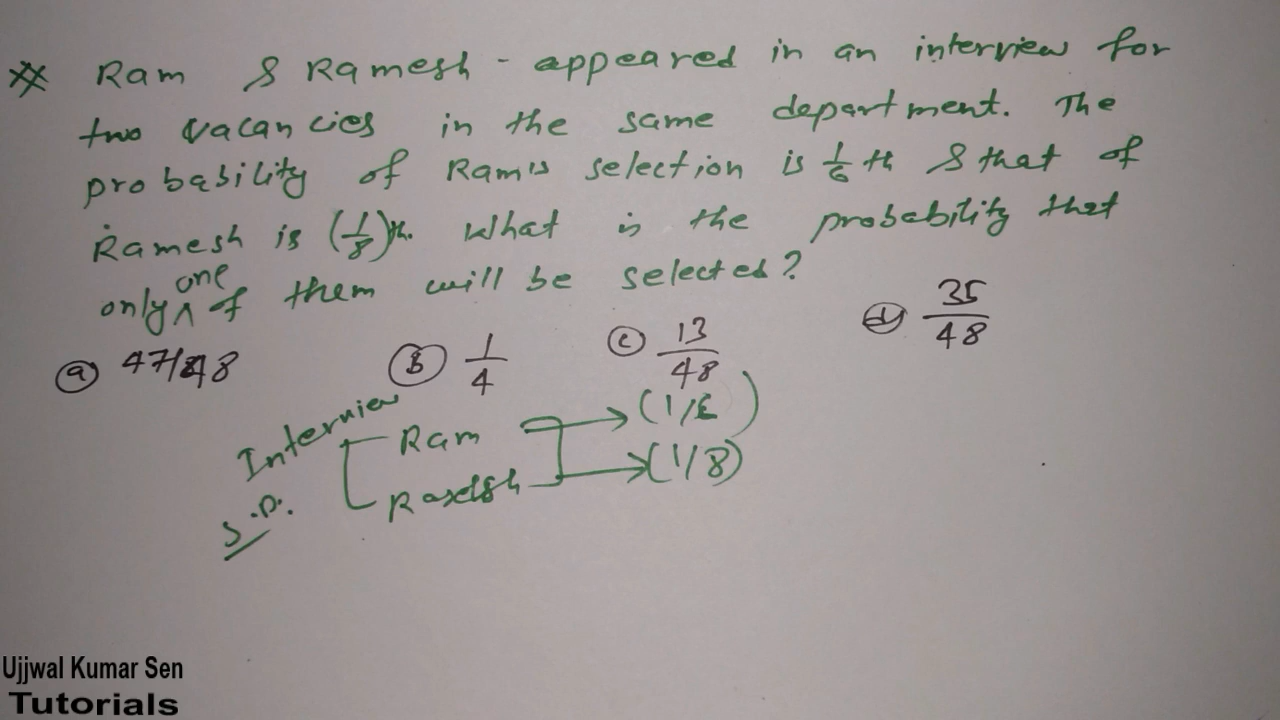 ** Ram & Ramesh - appeared in an interview for
two vacancies in the same department. The
probability of Ram's selection is 1/6 th & that of
Ramesh is (1/8)th. What is the probability that
only one of them will be selected?
(a) 47/48 (b) 1/4 (c) 13/48 (d) 35/48
Interview Ram (1/6)
S.D. (1/8)
Ujjwal Kumar Sen
Tutorials